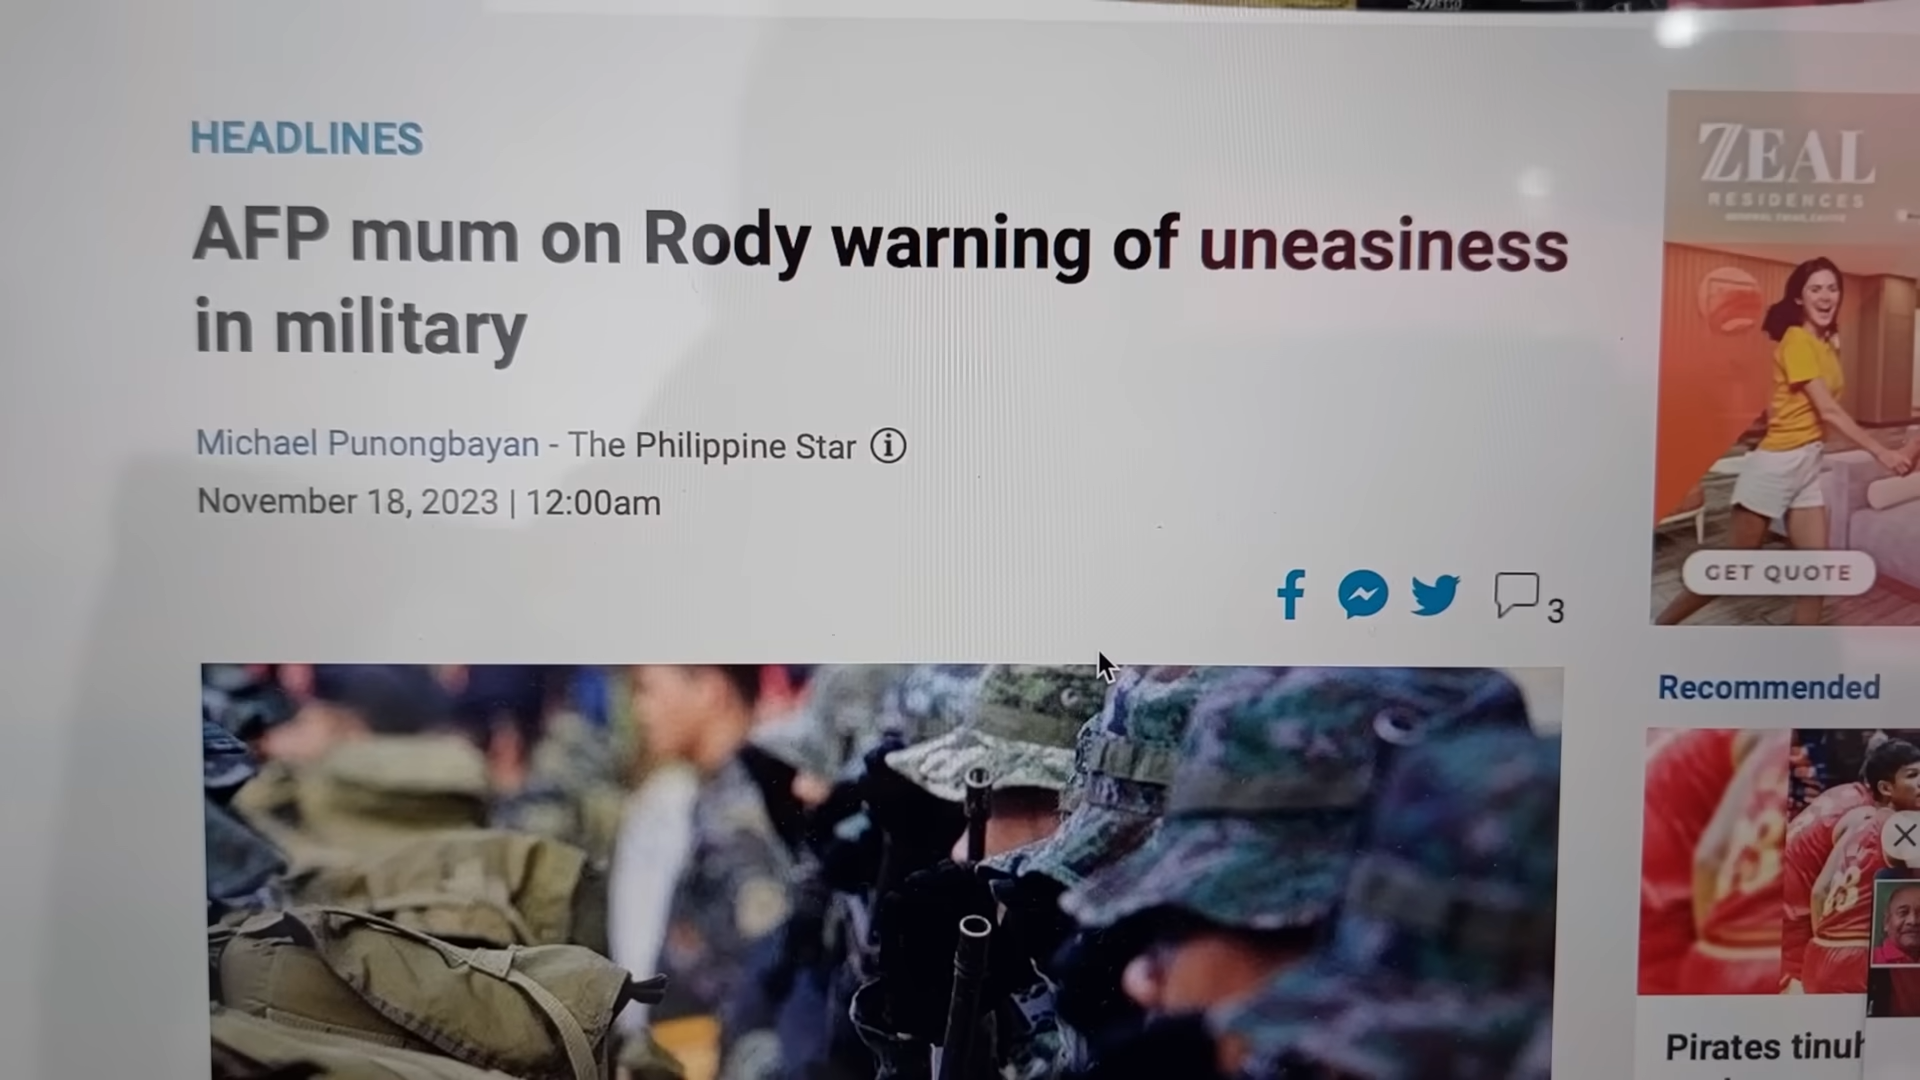 HEADLINES
AFP mum on Rody warning of uneasiness
in military
Michael Punongbayan - The Philippine Star
November 18, 2023 | 12:00am
3
ZEAL
RESIDENCES
GET QUOTE
Recommended
Pirates